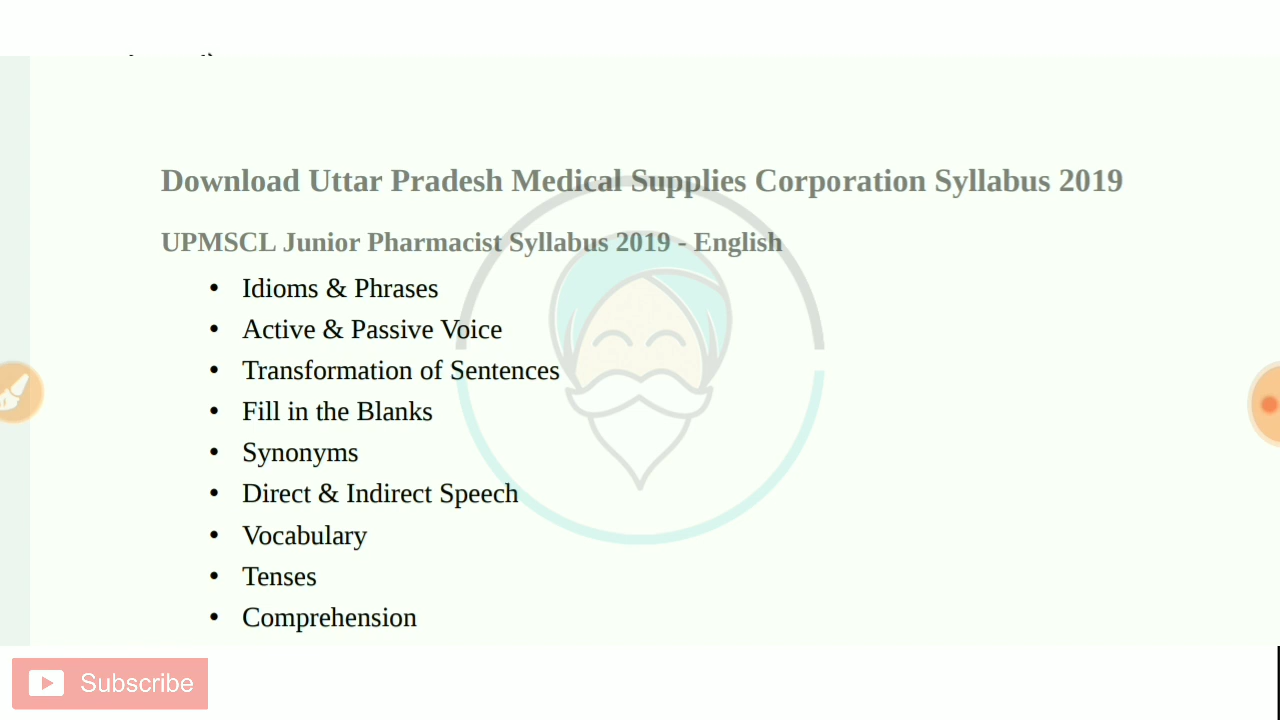 Download Uttar Pradesh Medical Supplies Corporation Syllabus 2019
UPMSCL Junior Pharmacist Syllabus 2019 - English
• Idioms & Phrases
• Active & Passive Voice
• Transformation of Sentences
• Fill in the Blanks
• Synonyms
• Direct & Indirect Speech
• Vocabulary
• Tenses
• Comprehension
Subscribe